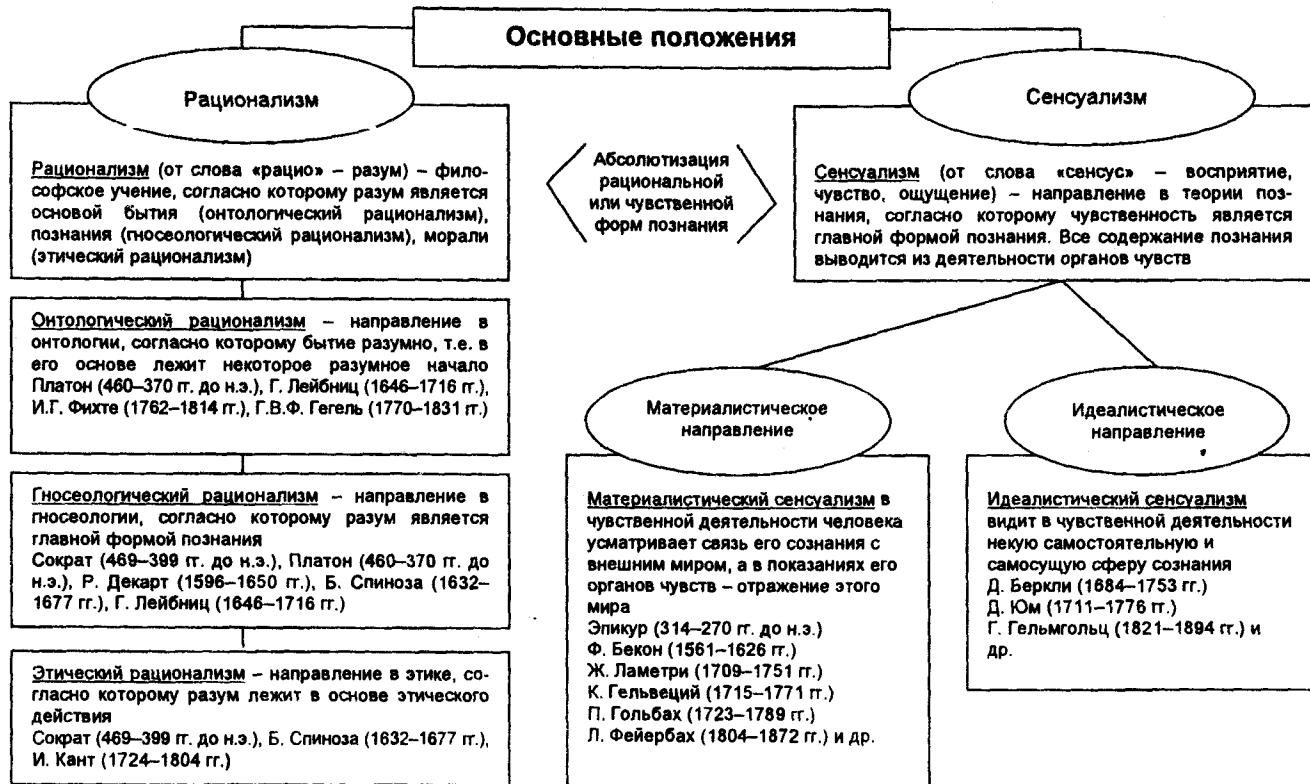 Основные положения
Рационализм
Рационализм (от слова «рацио» – разум) – фило-
софское учение, согласно которому разум является
основой бытия (онтологический рационализм),
познания (гносеологический рационализм), морали
(этический рационализм)
Онтологический рационализм – направление в
онтологии, согласно которому бытие разумно, т.е. в
его основе лежит некоторое разумное начало
Платон (460–370 гг. до н.э.), Г. Лейбниц (1646–1716 гг.),
И.Г. Фихте (1762–1814 гг.), Г.В.Ф. Гегель (1770–1831 гг.)
Гносеологический рационализм – направление в
гносеологии, согласно которому разум является
главной формой познания
Сократ (469–399 гг. до н.э.), Платон (460–370 гг. до
н.э.), Р. Декарт (1596–1650 гг.), Б. Спиноза (1632–
1677 гг.), Г. Лейбниц (1646–1716 гг.)
Этический рационализм – направление в этике, со-
гласно которому разум лежит в основе этического
действия
Сократ (469–399 гг. до н.э.), Б. Спиноза (1632–1677 гг.),
И. Кант (1724–1804 гг.)
Абсолютизация
рациональной
или чувственной
форм познания
Сенсуализм
Сенсуализм (от слова «сенсус» – восприятие,
чувство, ощущение) – направление в теории поз-
нания, согласно которому чувственность является
главной формой познания. Все содержание познания
выводится из деятельности органов чувств
Материалистическое
направление
Материалистический сенсуализм в
чувственной деятельности человека
усматривает связь его сознания с
внешним миром, а в показаниях его
органов чувств – отражение этого
мира
Эпикур (314–270 гг. до н.э.)
Ф. Бекон (1561–1626 гг.)
Ж. Ламетри (1709–1751 гг.)
К. Гельвеций (1715–1771 гг.)
П. Гольбах (1723–1789 гг.)
Л. Фейербах (1804–1872 гг.) и др.
Идеалистическое
направление
Идеалистический сенсуализм
видит в чувственной деятельности
некую самостоятельную и
самосущую сферу сознания
Д. Беркли (1684–1753 гг.)
Д. Юм (1711–1776 гг.)
Г. Гельмгольц (1821–1894 гг.) и
др.